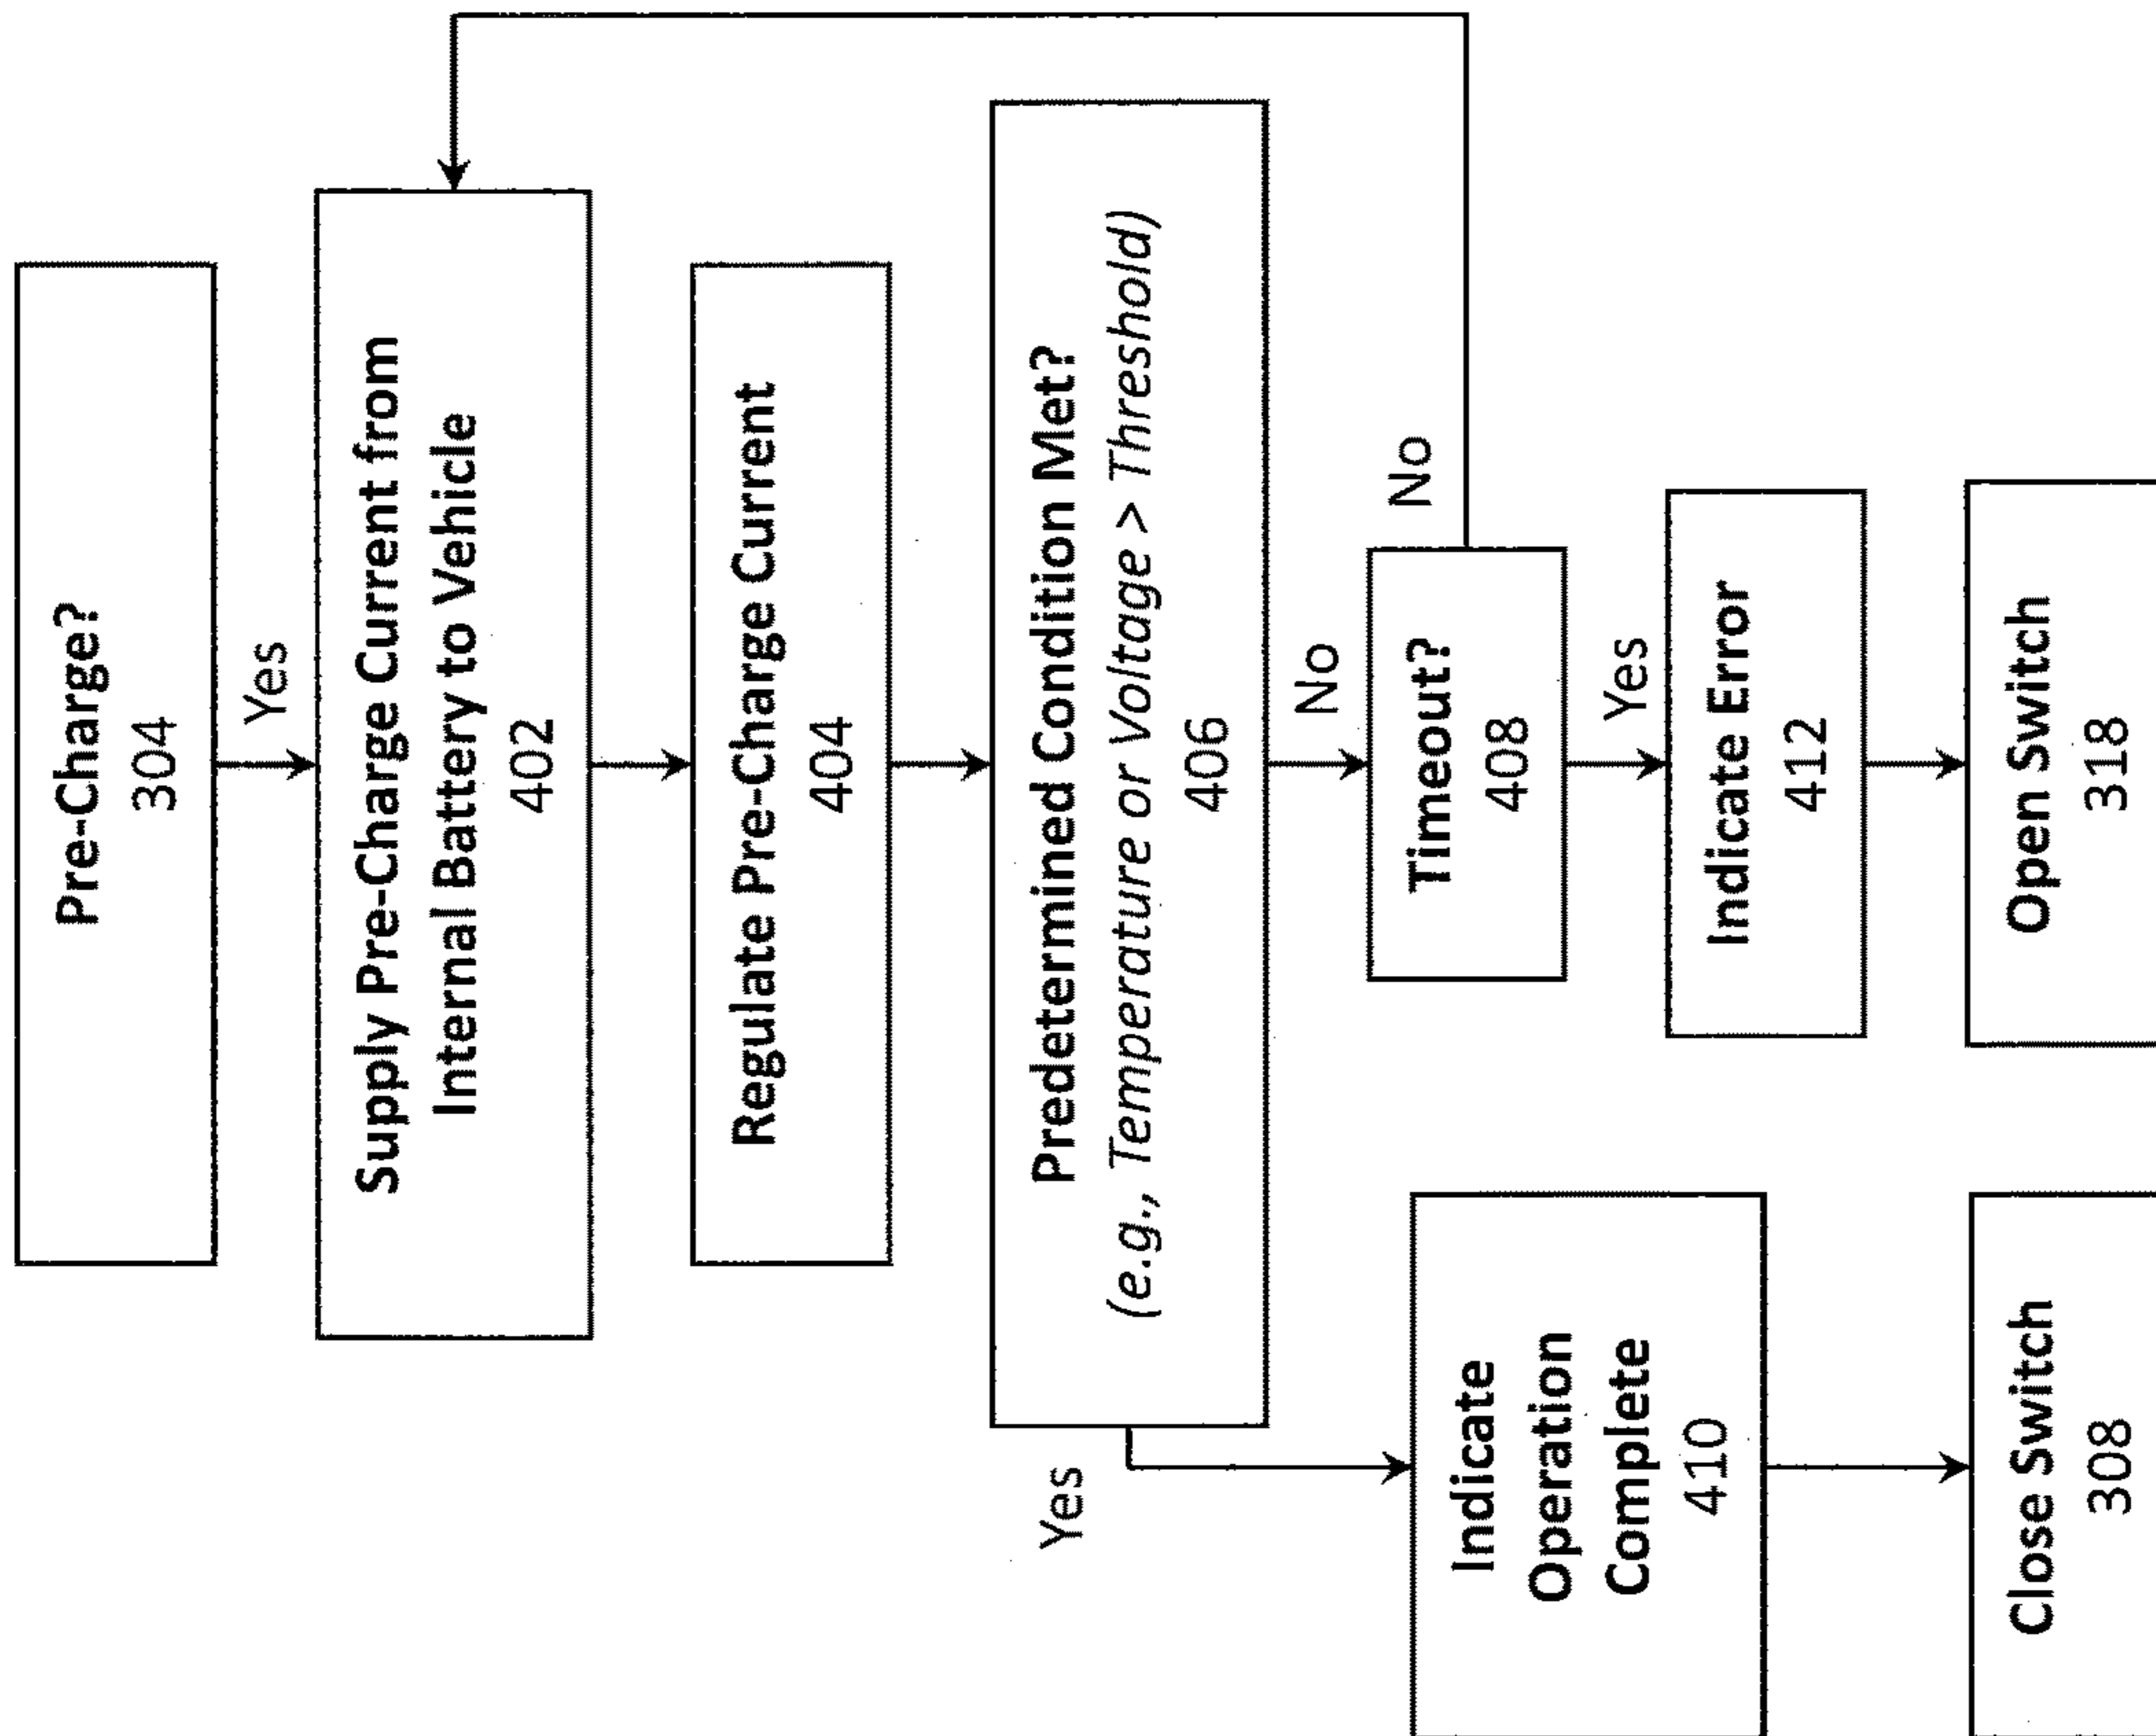 Pre-Charge?
304
Yes
Supply Pre-Charge Current from
Internal Battery to Vehicle
402
Regulate Pre-Charge Current
404
Predetermined Condition Met?
(e.g., Temperature or Voltage > Threshold)
406
Yes
No
No
Timeout?
408
Yes
Indicate
Operation
Complete
410
Indicate Error
412
Close Switch
308
Open Switch
318